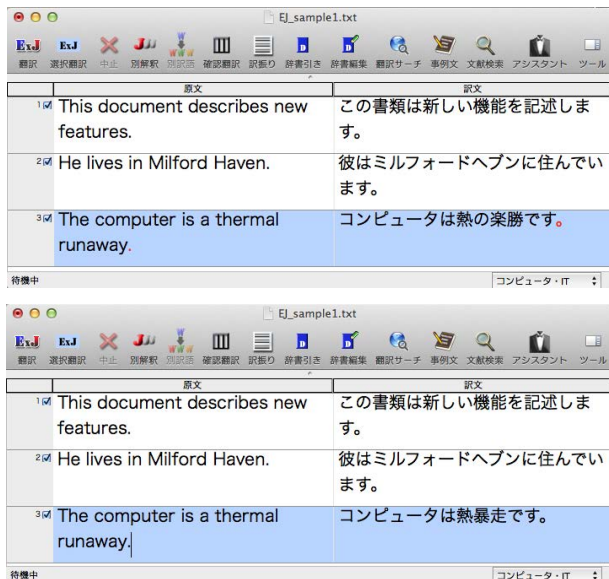 EJ_sample1.txt
ExJ ExJ J
翻訳 選択翻訳 中止 別解釈 別訳語 確認翻訳 訳振り 辞書引き 辞書編集 翻訳サーチ 事例文 文献検索 アシスタント ツール
原文 訳文
1 This document describes new この書類は新しい機能を記述しま
features. す。
2 He lives in Milford Haven. 彼はミルフォードヘブンに住んでい
ます。
3 The computer is a thermal コンピュータは熱の楽勝です。
runaway.
待機中 コンピュータ・IT
EJ_sample1.txt
ExJ ExJ J
翻訳 選択翻訳 中止 別解釈 別訳語 確認翻訳 訳振り 辞書引き 辞書編集 翻訳サーチ 事例文 文献検索 アシスタント ツール
原文 訳文
1 This document describes new この書類は新しい機能を記述しま
features. す。
2 He lives in Milford Haven. 彼はミルフォードヘブンに住んでい
ます。
3 The computer is a thermal コンピュータは熱暴走です。
runaway.
待機中 コンピュータ・IT